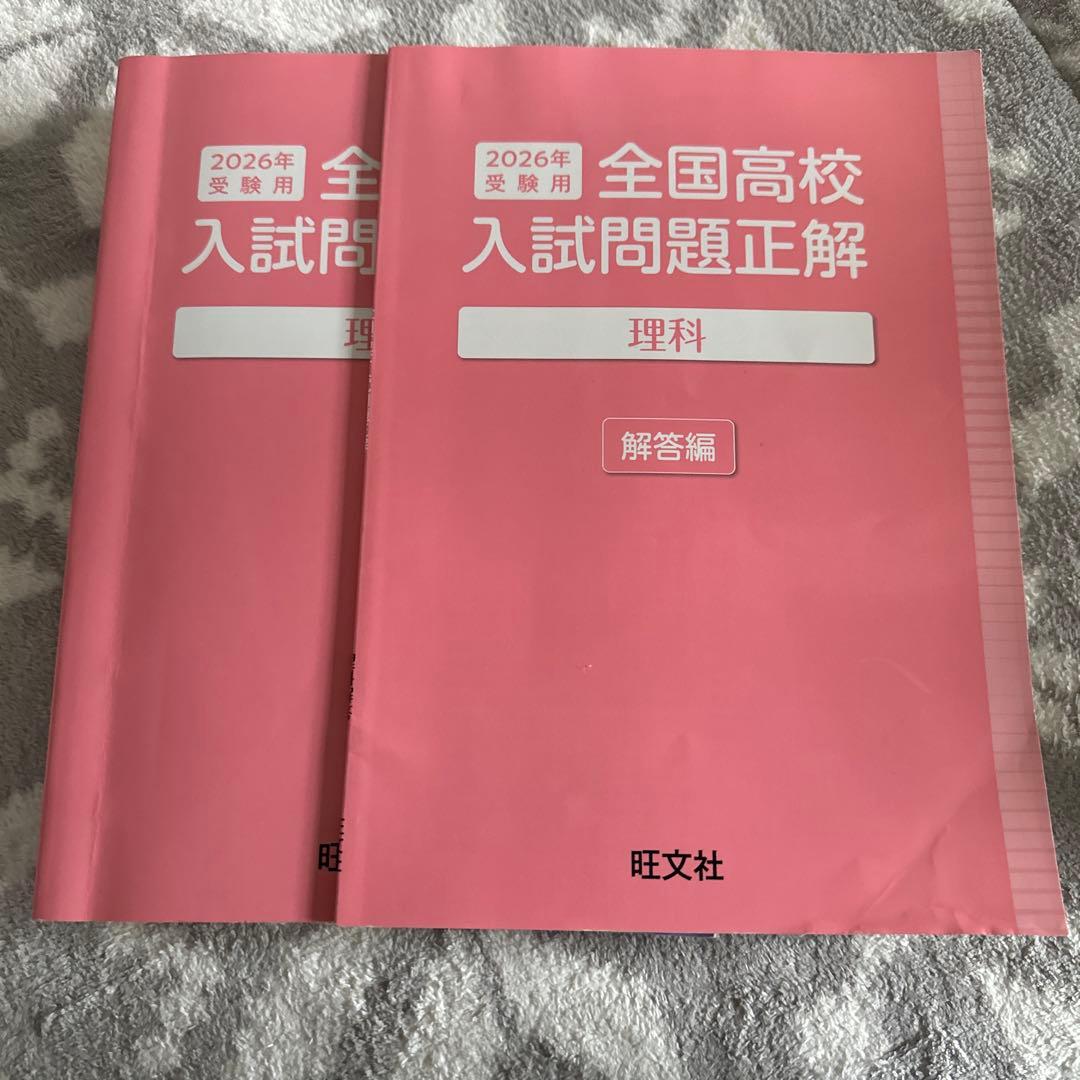 2026年
受験用
全
入試問
理
旺
2026年
受験用
全国高校
入試問題正解
理科
解答編
旺文社